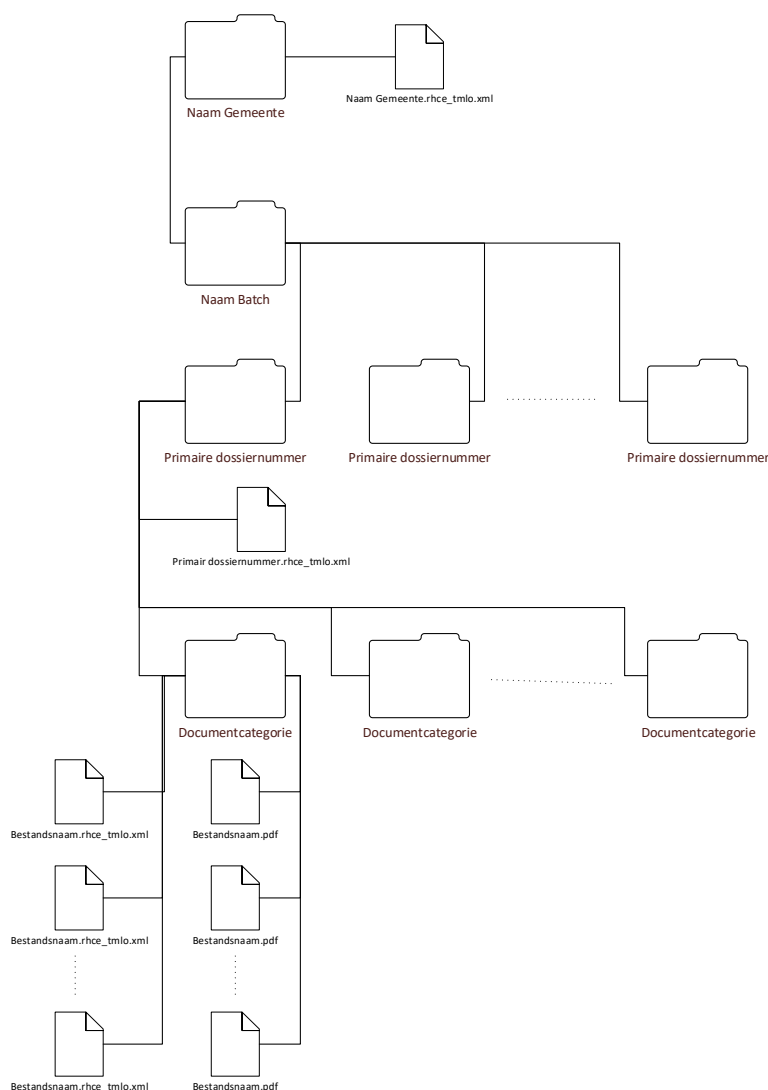 Naam Gemeente.rhce_tmlo.xml
Naam Gemeente
Naam Batch
Primaire dossiernummer
Primaire dossiernummer
Primaire dossiernummer
Primair dossiernummer.rhce_tmlo.xml
Documentcategorie
Documentcategorie
Documentcategorie
Bestandsnaam.rhce_tmlo.xml
Bestandsnaam.pdf
Bestandsnaam.rhce_tmlo.xml
Bestandsnaam.pdf
Bestandsnaam.rhce_tmlo.xml
Bestandsnaam.pdf